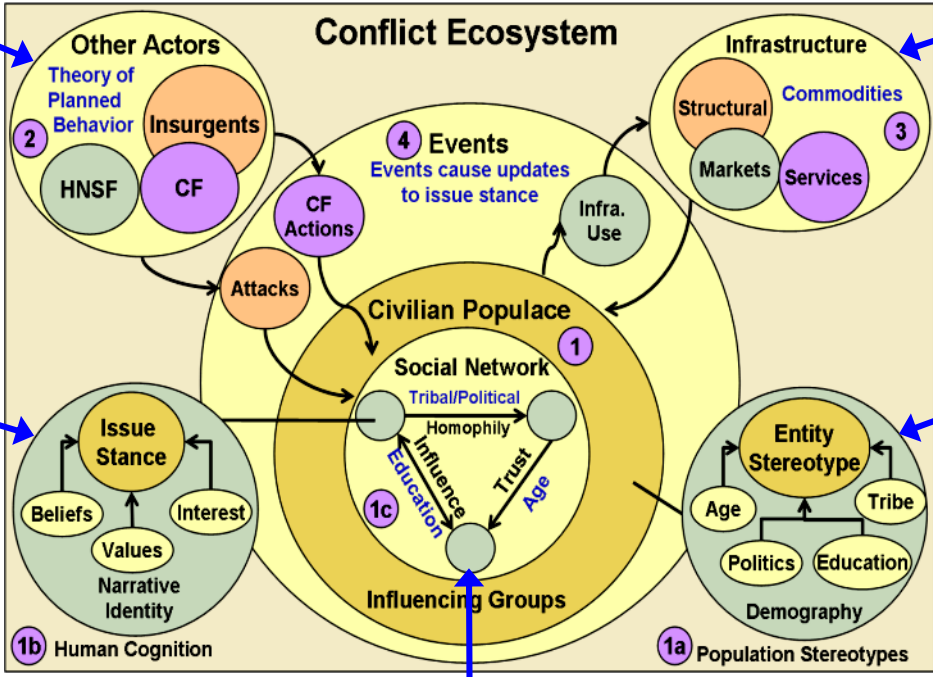 Conflict Ecosystem
Other Actors
Theory of
Planned
Behavior
2
Insurgents
HNSF
CF
Infrastructure
Structural
Commodities
3
Markets
Services
4
Events
Events cause updates
to issue stance
CF
Actions
Infra.
Use
Attacks
Civilian Populace
1
Social Network
Tribal/Political
Homophily
Influence
Education
Trust
Age
1c
Influencing Groups
Issue
Stance
Beliefs
Interest
Values
Narrative
Identity
1b
Human Cognition
Entity
Stereotype
Age
Tribe
Politics
Education
Demography
1a
Population Stereotypes